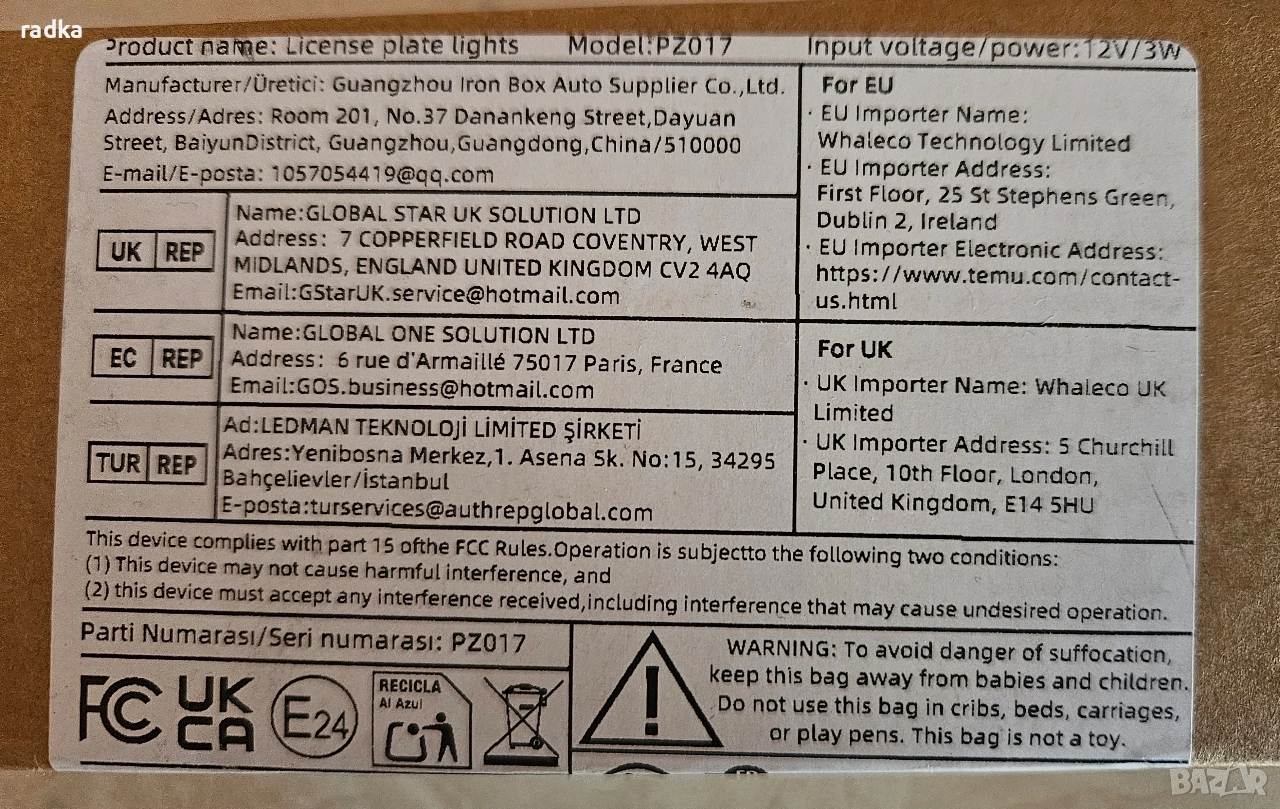 radka
Product name: License plate lights Model:PZ017 Input voltage/power:12V/3W
Manufacturer/Üretici: Guangzhou Iron Box Auto Supplier Co.,Ltd.
Address/Adres: Room 201, No.37 Danankeng Street,Dayuan
Street, BaiyunDistrict, Guangzhou,Guangdong,China/510000
E-mail/E-posta: 1057054419@qq.com
UK REP
Name:GLOBAL STAR UK SOLUTION LTD
Address: 7 COPPERFIELD ROAD COVENTRY, WEST
MIDLANDS, ENGLAND UNITED KINGDOM CV2 4AQ
Email:GStarUK.service@hotmail.com
EC REP
Name:GLOBAL ONE SOLUTION LTD
Address: 6 rue d'Armaillé 75017 Paris, France
Email:GOS.business@hotmail.com
TUR REP
Ad:LEDMAN TEKNOLOJİ LİMİTED ŞİRKETİ
Adres:Yenibosna Merkez,1. Asena Sk. No:15, 34295
Bahçelievler/İstanbul
E-posta:turservices@authrepglobal.com
For EU
· EU Importer Name:
Whaleco Technology Limited
· EU Importer Address:
First Floor, 25 St Stephens Green,
Dublin 2, Ireland
· EU Importer Electronic Address:
https://www.temu.com/contact-
us.html
For UK
· UK Importer Name: Whaleco UK
Limited
· UK Importer Address: 5 Churchill
Place, 10th Floor, London,
United Kingdom, E14 5HU
This device complies with part 15 ofthe FCC Rules.Operation is subjectto the following two conditions:
(1) This device may not cause harmful interference, and
(2) this device must accept any interference received,including interference that may cause undesired operation.
Parti Numarası/Seri numarası: PZ017
FC
UK
CA
E24
RECICLA
Al Azul
WARNING: To avoid danger of suffocation,
keep this bag away from babies and children.
Do not use this bag in cribs, beds, carriages,
or play pens. This bag is not a toy.
BAZAR